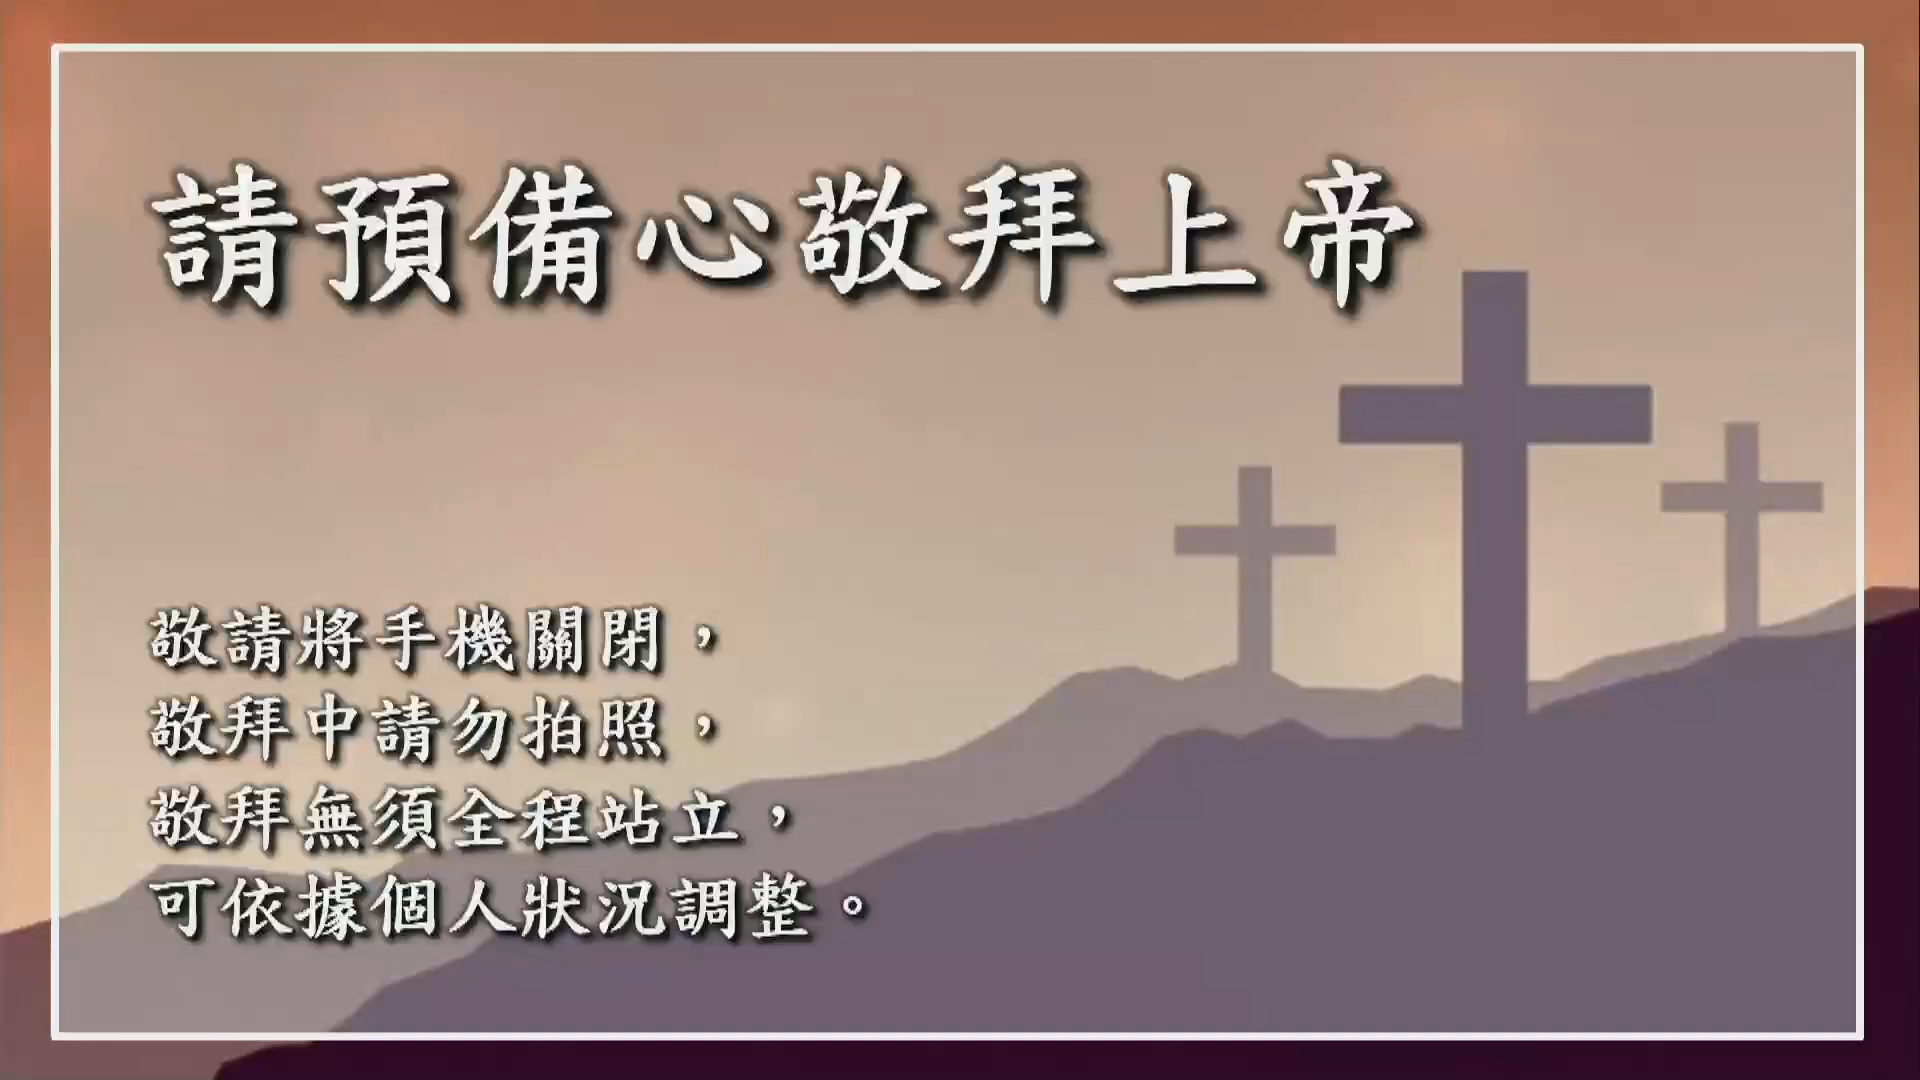 請預備心敬拜上帝
敬請將手機關閉，
敬拜中請勿拍照，
敬拜無須全程站立，
可依據個人狀況調整。